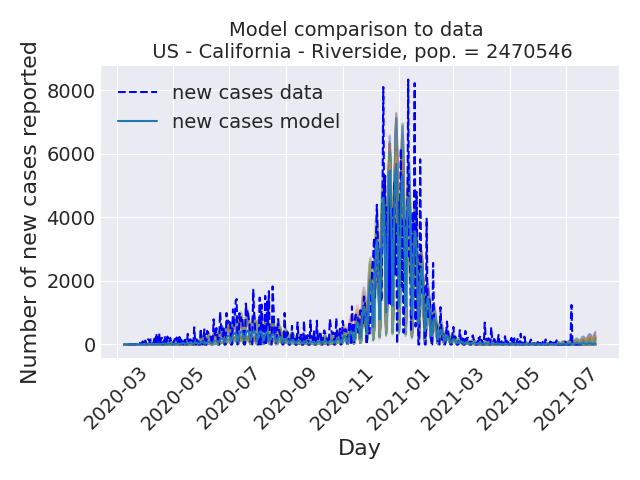 Model comparison to data
US - California - Riverside, pop. = 2470546
Number of new cases reported
8000
6000
4000
2000
0
new cases data
new cases model
2020-03
2020-05
2020-07
2020-09
2020-11
2021-01
2021-03
2021-05
2021-07
Day